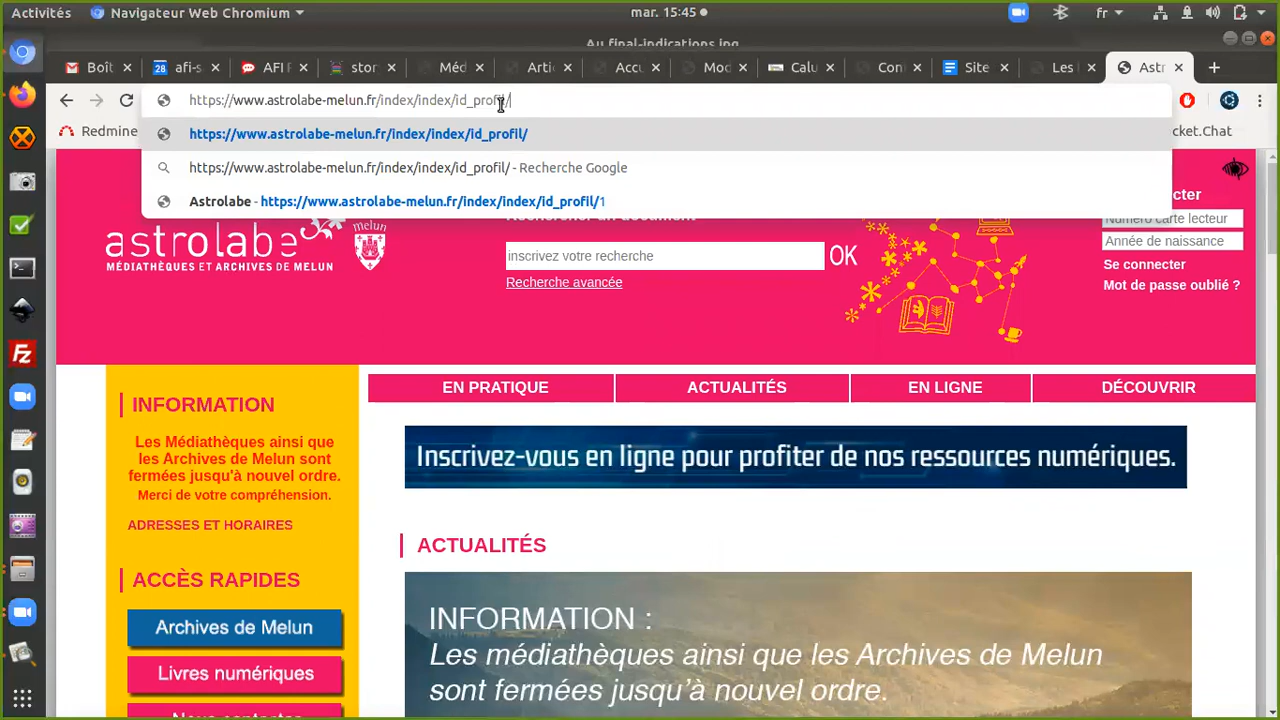 Activités Navigateur Web Chromium mar. 15:45 fr
Au final-indications.jpg
Boît afi-s AFI F stor Méd Artic Accu Mod Calu Con Site Les Astr
https://www.astrolabe-melun.fr/index/index/id_profil/
Redmine cket.Chat
https://www.astrolabe-melun.fr/index/index/id_profil/
https://www.astrolabe-melun.fr/index/index/id_profil/ - Recherche Google
Astrolabe - https://www.astrolabe-melun.fr/index/index/id_profil/1
astrolabe melun
MÉDIATHÈQUES ET ARCHIVES DE MELUN
Rechercher un document
inscrivez votre recherche OK
Recherche avancée
cter
Numéro carte lecteur
Année de naissance
Se connecter
Mot de passe oublié ?
EN PRATIQUE ACTUALITÉS EN LIGNE DÉCOUVRIR
INFORMATION
Les Médiathèques ainsi que
les Archives de Melun sont
fermées jusqu'à nouvel ordre.
Merci de votre compréhension.
ADRESSES ET HORAIRES
ACCÈS RAPIDES
Archives de Melun
Livres numériques
Nous contacter
Inscrivez-vous en ligne pour profiter de nos ressources numériques.
ACTUALITÉS
INFORMATION :
Les médiathèques ainsi que les Archives de Melun
sont fermées jusqu'à nouvel ordre.